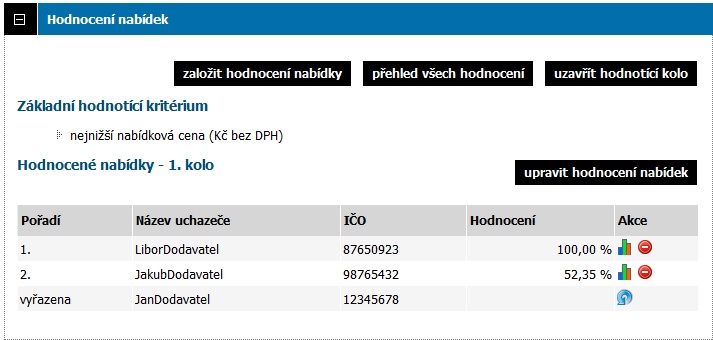 Hodnocení nabídek
založit hodnocení nabídky přehled všech hodnocení uzavřít hodnotící kolo
Základní hodnotící kritérium
nejnižší nabídková cena (Kč bez DPH)
Hodnocené nabídky - 1. kolo
upravit hodnocení nabídek
Pořadí Název uchazeče IČO Hodnocení Akce
1. LiborDodavatel 87650923 100,00 %
2. JakubDodavatel 98765432 52,35 %
vyřazena JanDodavatel 12345678